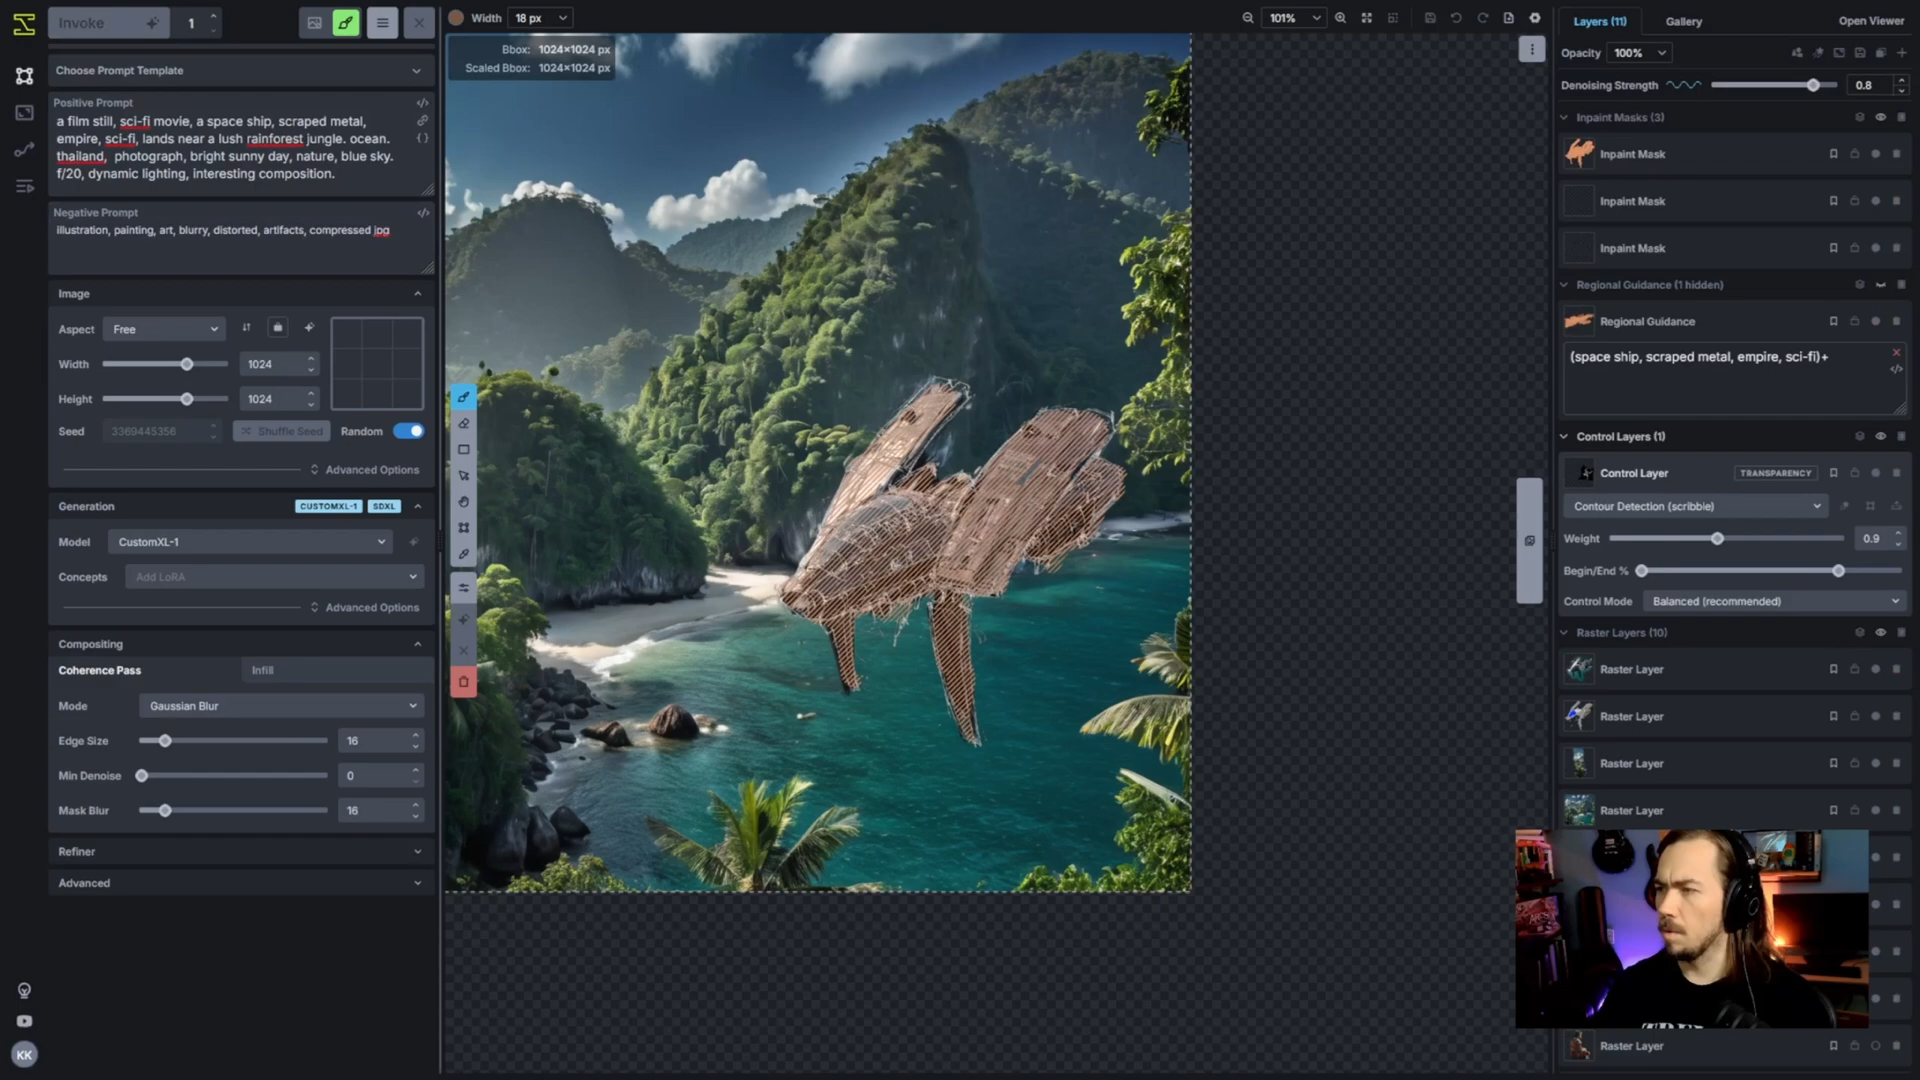 Invoke
1
Width
18 px
101%
Layers (11)
Gallery
Open Viewer
Choose Prompt Template
Bbox: 1024×1024 px
Scaled Bbox: 1024×1024 px
Opacity
100%
Denoising Strength
0.8
Positive Prompt
a film still, sci-fi movie, a space ship, scraped metal,
empire, sci-fi, lands near a lush rainforest jungle. ocean.
thailand, photograph, bright sunny day, nature, blue sky.
f/20, dynamic lighting, interesting composition.
Negative Prompt
illustration, painting, art, blurry, distorted, artifacts, compressed jpg
Image
Aspect
Free
Width
1024
Height
1024
Seed
3369445356
Shuffle Seed
Random
Advanced Options
Generation
CUSTOMXL-1
SDXL
Model
CustomXL-1
Concepts
Add LoRA
Advanced Options
Compositing
Coherence Pass
Infill
Mode
Gaussian Blur
Edge Size
16
Min Denoise
0
Mask Blur
16
Refiner
Advanced
KK
Inpaint Masks (3)
Inpaint Mask
Inpaint Mask
Inpaint Mask
Regional Guidance (1 hidden)
Regional Guidance
(space ship, scraped metal, empire, sci-fi)+
Control Layers (1)
Control Layer
TRANSPARENCY
Contour Detection (scribble)
Weight
0.9
Begin/End %
Control Mode
Balanced (recommended)
Raster Layers (10)
Raster Layer
Raster Layer
Raster Layer
Raster Layer
Raster Layer